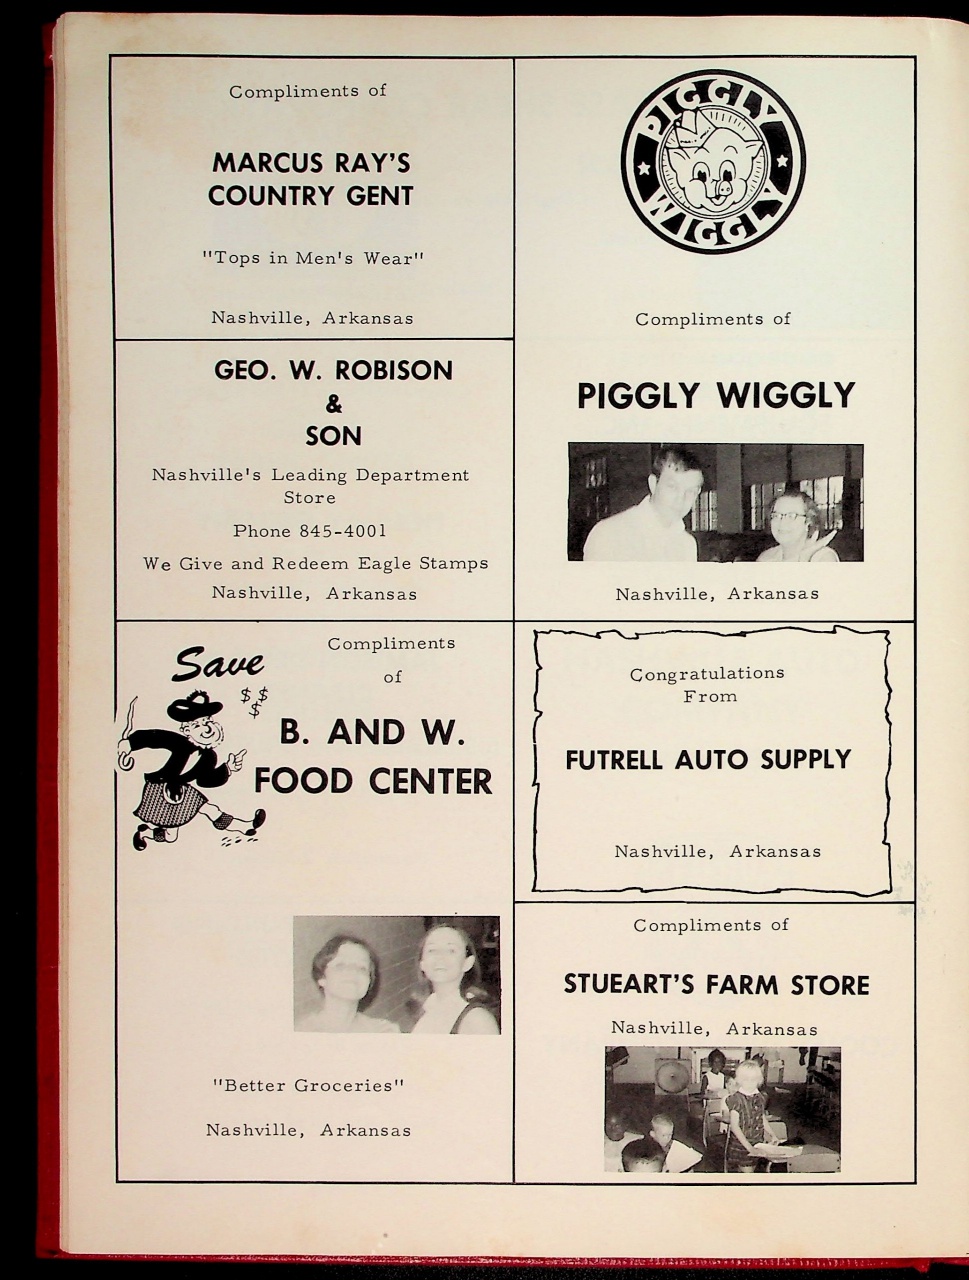 Compliments of
MARCUS RAY'S
COUNTRY GENT
"Tops in Men's Wear"
Nashville, Arkansas
GEO. W. ROBISON
&
SON
Nashville's Leading Department
Store
Phone 845-4001
We Give and Redeem Eagle Stamps
Nashville, Arkansas
Save
$ $
$
Compliments
of
B. AND W.
FOOD CENTER
"Better Groceries"
Nashville, Arkansas
PIGGLY
WIGGLY
Compliments of
PIGGLY WIGGLY
Nashville, Arkansas
Congratulations
From
FUTRELL AUTO SUPPLY
Nashville, Arkansas
Compliments of
STUEART'S FARM STORE
Nashville, Arkansas